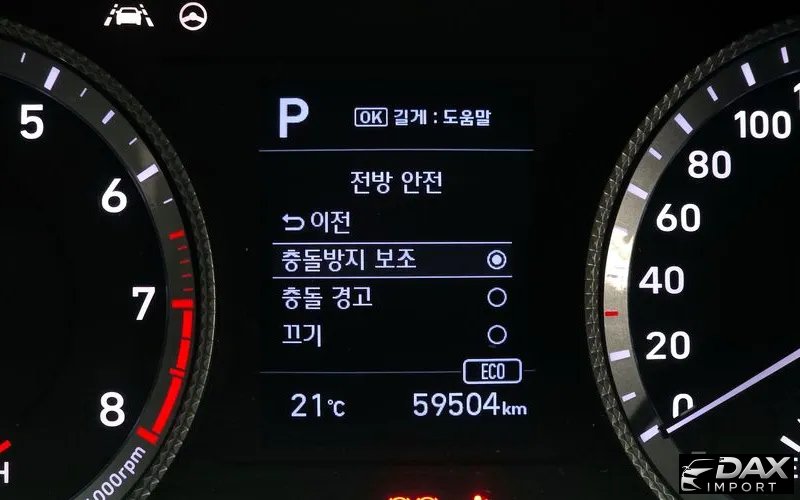 P
OK 길게 : 도움말
전방 안전
이전
충돌방지 보조
충돌 경고
끄기
ECO
21℃ 59504km
5
6
7
8
000rpm
H
100
80
60
40
20
0
DAX
IMPORT